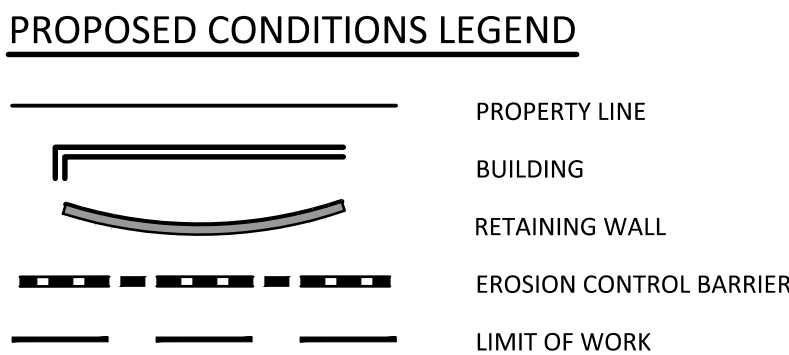 PROPOSED CONDITIONS LEGEND
PROPERTY LINE
BUILDING
RETAINING WALL
EROSION CONTROL BARRIER
LIMIT OF WORK